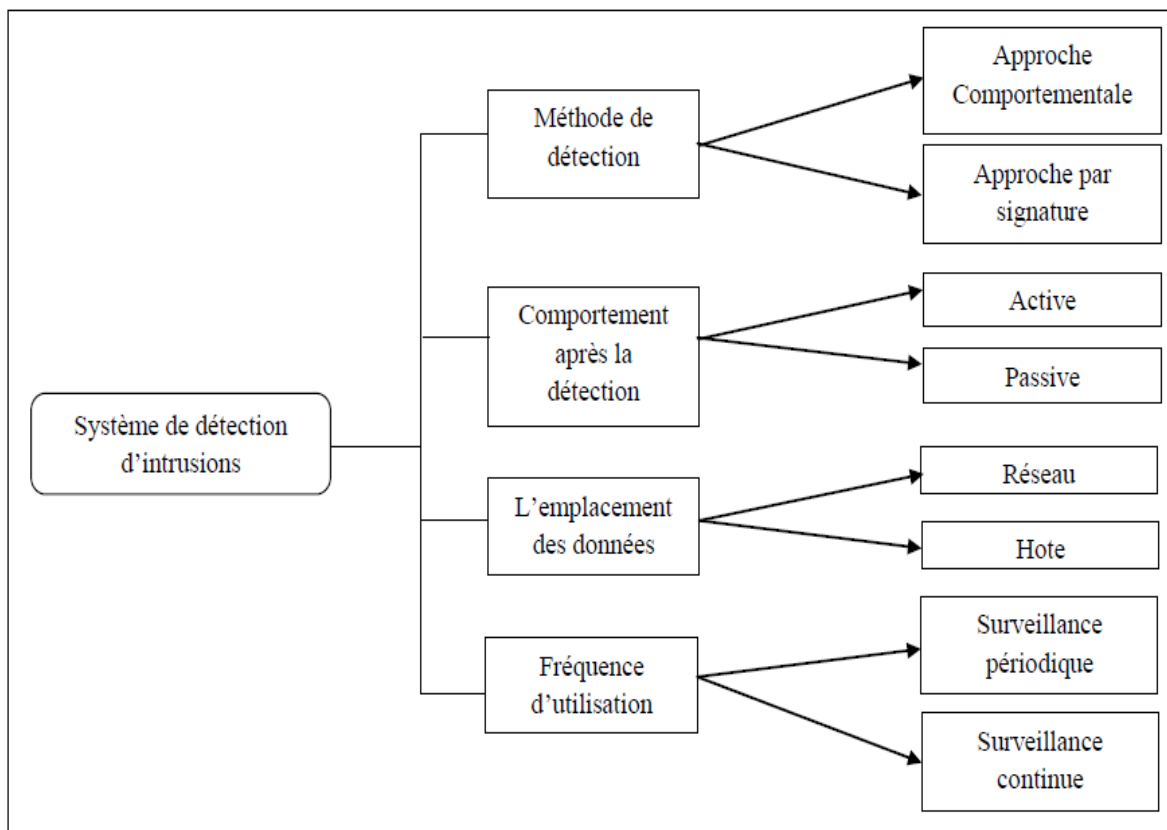 Système de détection
d'intrusions
Méthode de
détection
Approche
Comportementale
Approche par
signature
Comportement
après la
détection
Active
Passive
L'emplacement
des données
Réseau
Hote
Fréquence
d'utilisation
Surveillance
périodique
Surveillance
continue